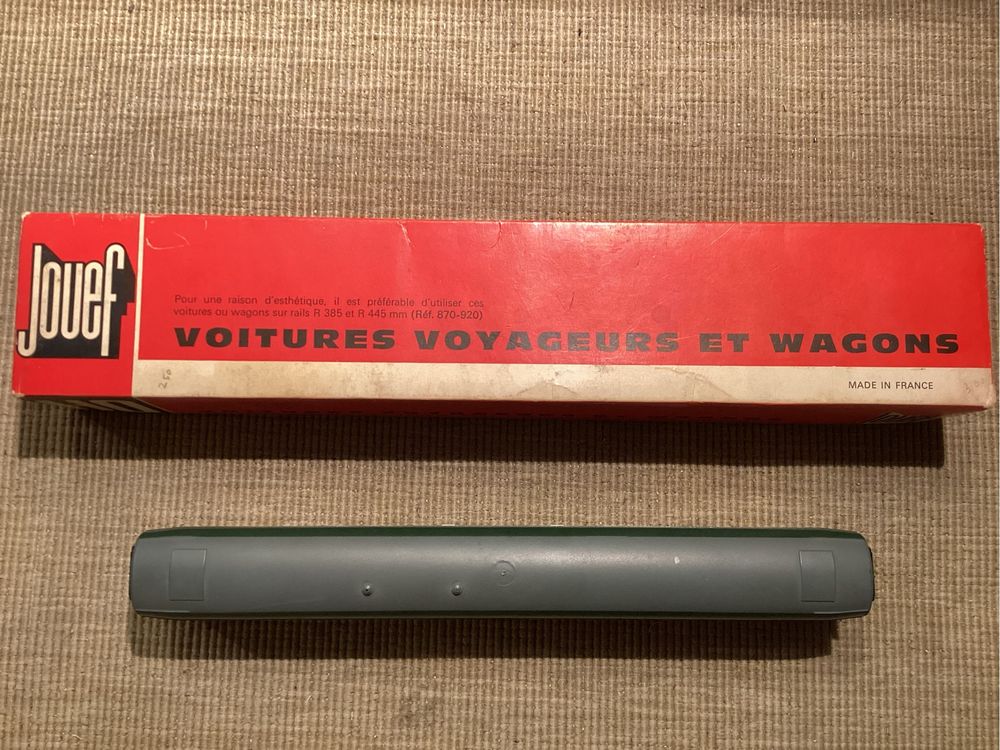 Jouef
Pour une raison d'esthétique, il est préférable d'utiliser ces
voitures ou wagons sur rails R 385 et R 445 mm (Réf. 870-920)
VOITURES VOYAGEURS ET WAGONS
MADE IN FRANCE
250